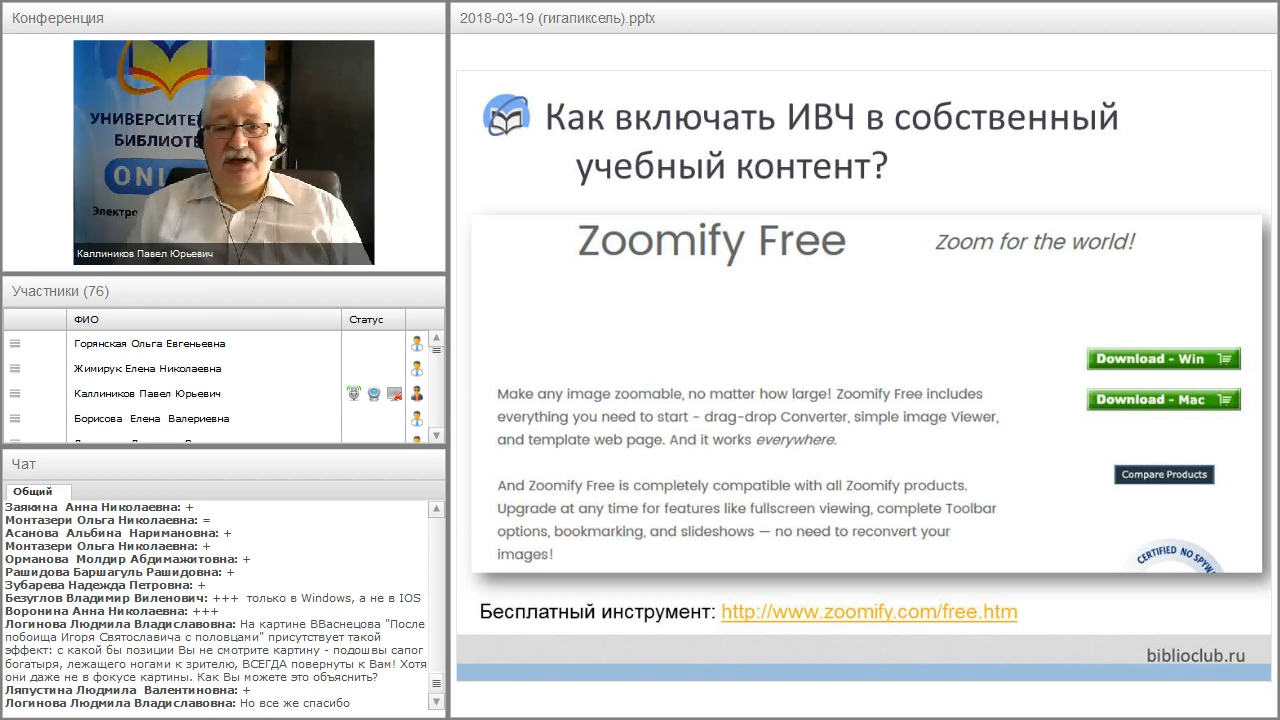 Конференция
УНИВЕРСИТЕ
БИБЛИОТЕ
ONL
Электро
Каллиников Павел Юрьевич
Участники (76)
ФИО
Статус
Горянская Ольга Евгеньевна
Жимирук Елена Николаевна
Каллиников Павел Юрьевич
Борисова Елена Валериевна
Чат
Общий
Заякина Анна Николаевна: +
Монтазери Ольга Николаевна: =
Асанова Альбина Наримановна: +
Монтазери Ольга Николаевна: +
Орманова Молдир Абдимажитовна: +
Рашидова Баршагуль Рашидовна: +
Зубарева Надежда Петровна: +
Безуглов Владимир Виленович: +++ только в Windows, а не в IOS
Воронина Анна Николаевна: +++
Логинова Людмила Владиславовна: На картине ВВаснецова "После
побоища Игоря Святославича с половцами" присутствует такой
эффект: с какой бы позиции Вы не смотрите картину - подошвы сапог
богатыря, лежащего ногами к зрителю, ВСЕГДА повернуты к Вам! Хотя
они даже не в фокусе картины. Как Вы можете это объяснить?
Ляпустина Людмила Валентиновна: +
Логинова Людмила Владиславовна: Но все же спасибо
2018-03-19 (гигапиксель).pptx
Как включать ИВЧ в собственный
учебный контент?
Zoomify Free
Zoom for the world!
Download - Win
Download - Mac
Make any image zoomable, no matter how large! Zoomify Free includes
everything you need to start - drag-drop Converter, simple image Viewer,
and template web page. And it works everywhere.
Compare Products
And Zoomify Free is completely compatible with all Zoomify products.
Upgrade at any time for features like fullscreen viewing, complete Toolbar
options, bookmarking, and slideshows — no need to reconvert your
images!
CERTIFIED NO SPYW
Бесплатный инструмент: http://www.zoomify.com/free.htm
biblioclub.ru